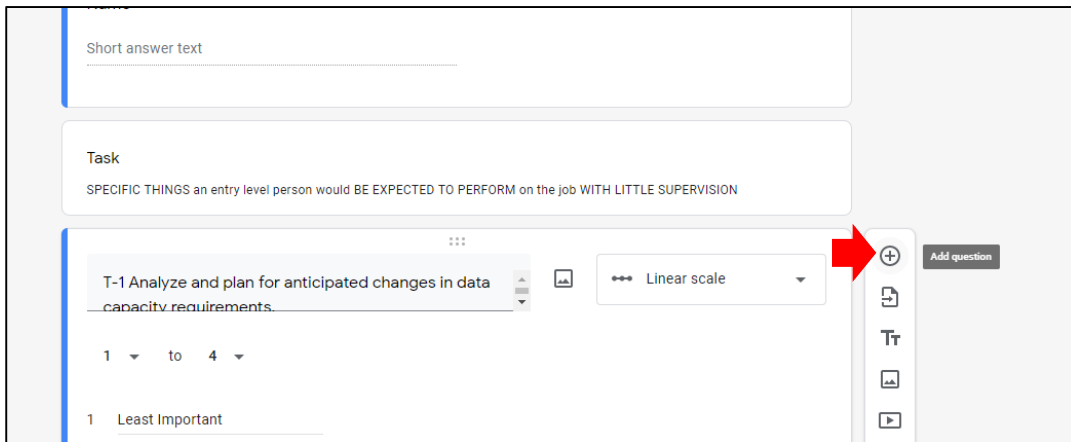 Short answer text
Task
SPECIFIC THINGS an entry level person would BE EXPECTED TO PERFORM on the job WITH LITTLE SUPERVISION
T-1 Analyze and plan for anticipated changes in data
capacity requirements.
Linear scale
Add question
1 to 4
1 Least Important